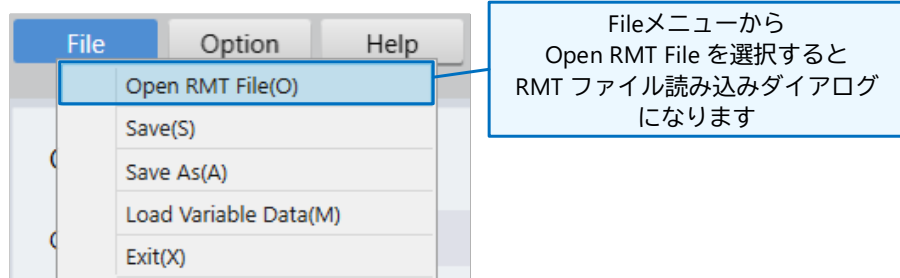 File Option Help
Open RMT File(O)
Save(S)
Save As(A)
Load Variable Data(M)
Exit(X)
Fileメニューから
Open RMT File を選択すると
RMT ファイル読み込みダイアログ
になります